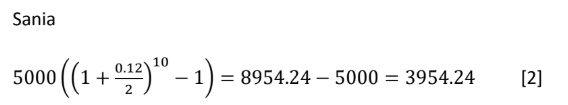 Sania
5000((1 + 0.12/2)^10 − 1) = 8954.24 − 5000 = 3954.24 [2]